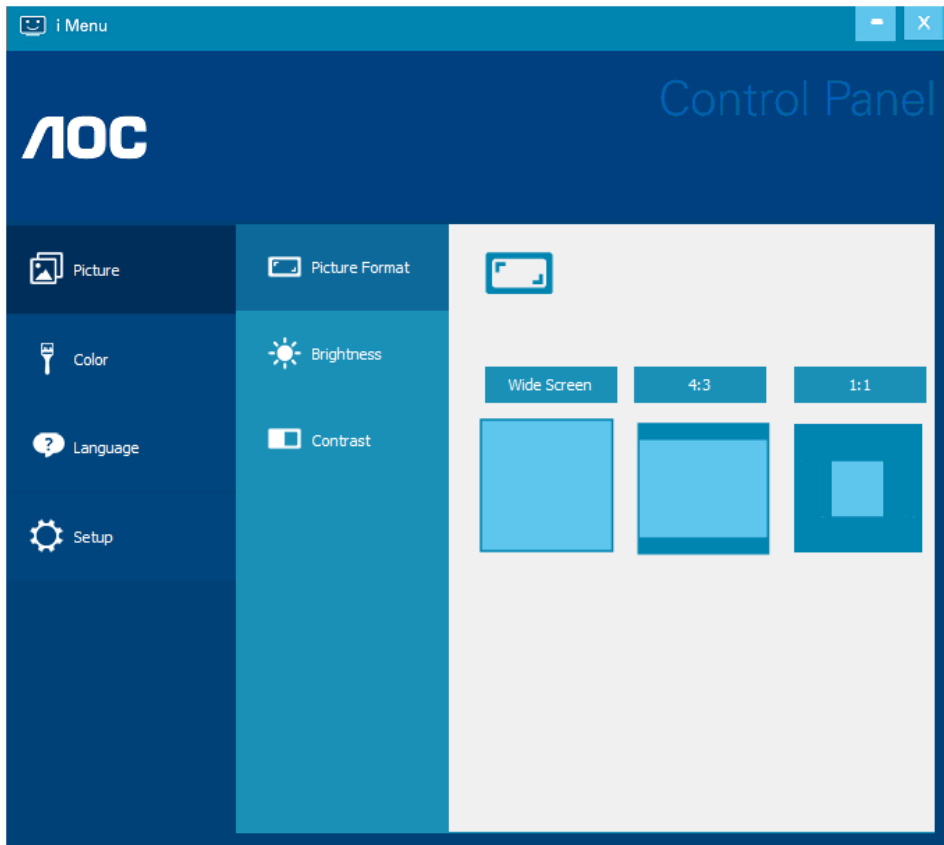 i Menu
Control Panel
AOC
Picture
Color
Language
Setup
Picture Format
Brightness
Contrast
Wide Screen
4:3
1:1